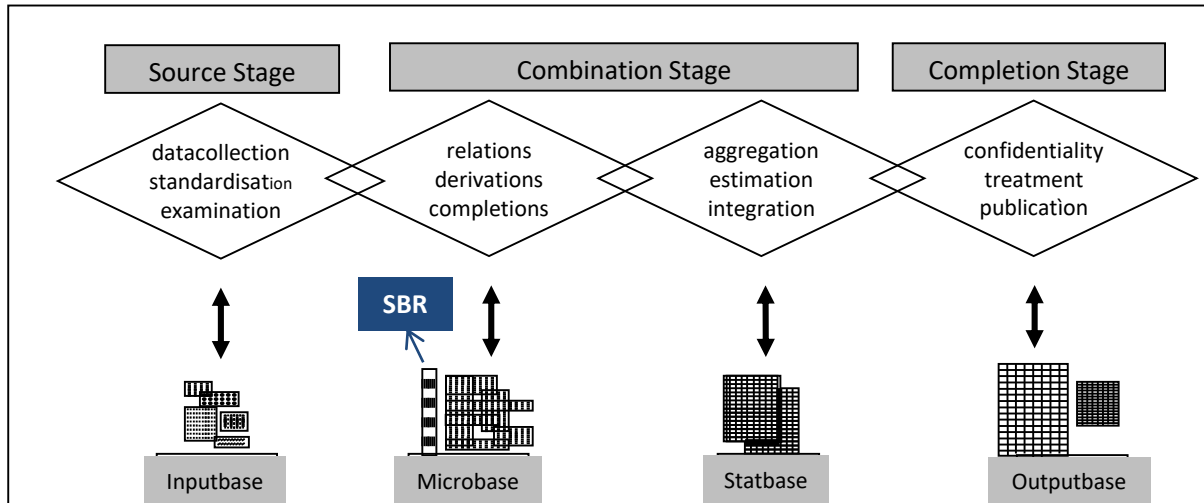 Source Stage
Combination Stage
Completion Stage
datacollection
standardisation
examination
relations
derivations
completions
aggregation
estimation
integration
confidentiality
treatment
publicatìon
SBR
Inputbase
Microbase
Statbase
Outputbase